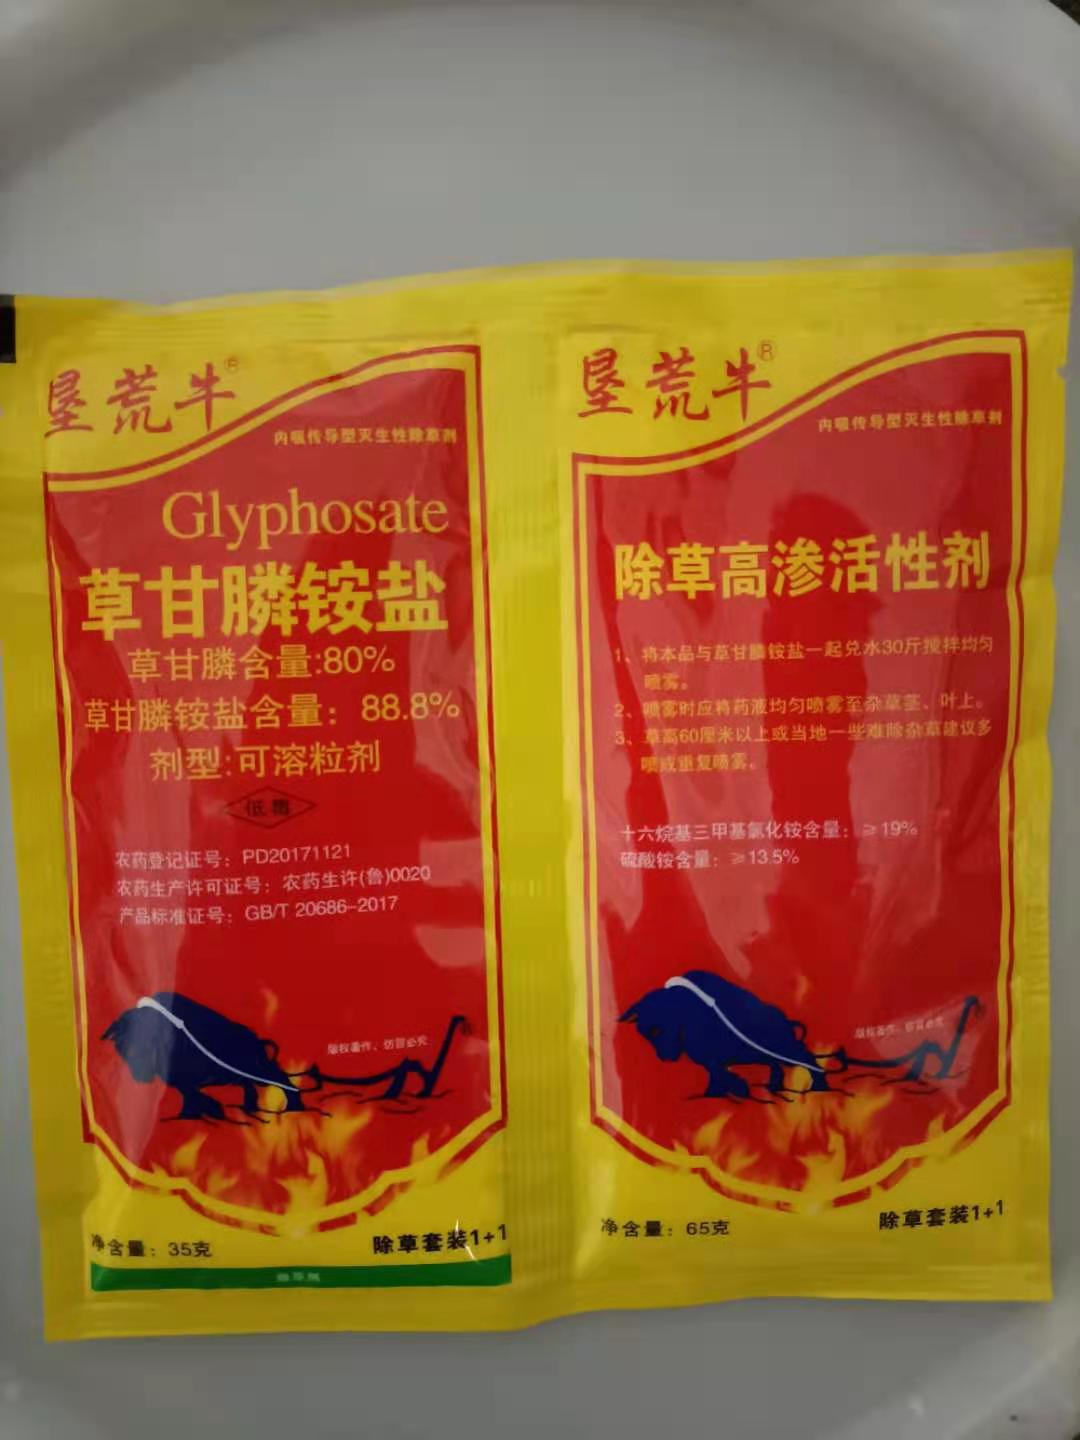 垦荒牛®
内吸传导型灭生性除草剂
Glyphosate
草甘膦铵盐
草甘膦含量:80%
草甘膦铵盐含量：88.8%
剂型:可溶粒剂
低毒
农药登记证号：PD20171121
农药生产许可证号：农药生许(鲁)0020
产品标准证号：GB/T 20686-2017
版权著作、仿冒必究
净含量：35克
除草套装1+1
除草剂
垦荒牛®
内吸传导型灭生性除草剂
除草高渗活性剂
1、将本品与草甘膦铵盐一起兑水30斤搅拌均匀
喷雾。
2、喷雾时应将药液均匀喷雾至杂草茎、叶上。
3、草高60厘米以上或当地一些难除杂草建议多
喷或重复喷雾。
十六烷基三甲基氯化铵含量：≥19%
硫酸铵含量：≥13.5%
版权著作、仿冒必究
净含量：65克
除草套装1+1